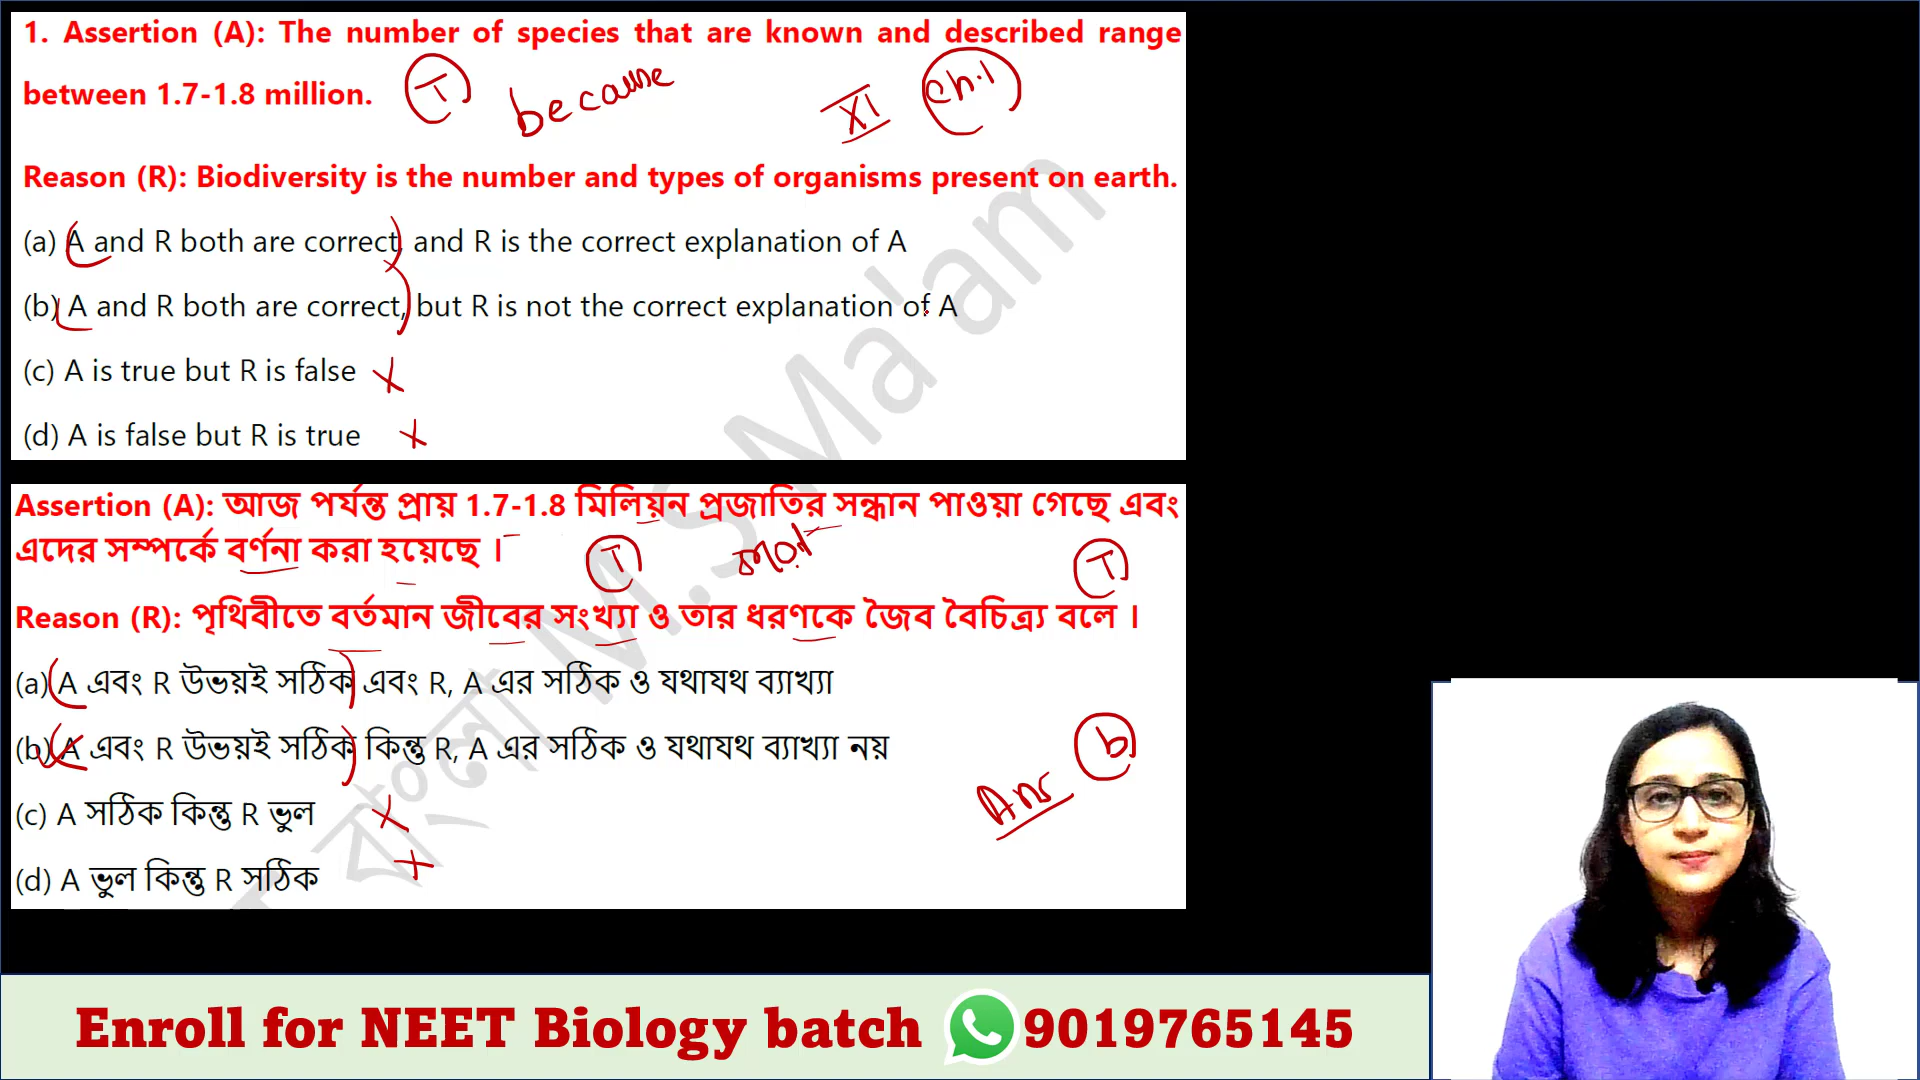 1. Assertion (A): The number of species that are known and described range
between 1.7-1.8 million.
T
because
XI
Ch.1
Reason (R): Biodiversity is the number and types of organisms present on earth.
(a) A and R both are correct, and R is the correct explanation of A
(b) A and R both are correct, but R is not the correct explanation of A
(c) A is true but R is false
(d) A is false but R is true
Assertion (A): আজ পর্যন্ত প্রায় 1.7-1.8 মিলিয়ন প্রজাতির সন্ধান পাওয়া গেছে এবং
এদের সম্পর্কে বর্ণনা করা হয়েছে ।
T
T
Reason (R): পৃথিবীতে বর্তমান জীবের সংখ্যা ও তার ধরণকে জৈব বৈচিত্র্য বলে ।
(a) A এবং R উভয়ই সঠিক এবং R, A এর সঠিক ও যথাযথ ব্যাখ্যা
(b) A এবং R উভয়ই সঠিক কিন্তু R, A এর সঠিক ও যথাযথ ব্যাখ্যা নয়
(c) A সঠিক কিন্তু R ভুল
(d) A ভুল কিন্তু R সঠিক
Ans b
বাংলা M.S Ma'am
Enroll for NEET Biology batch 9019765145